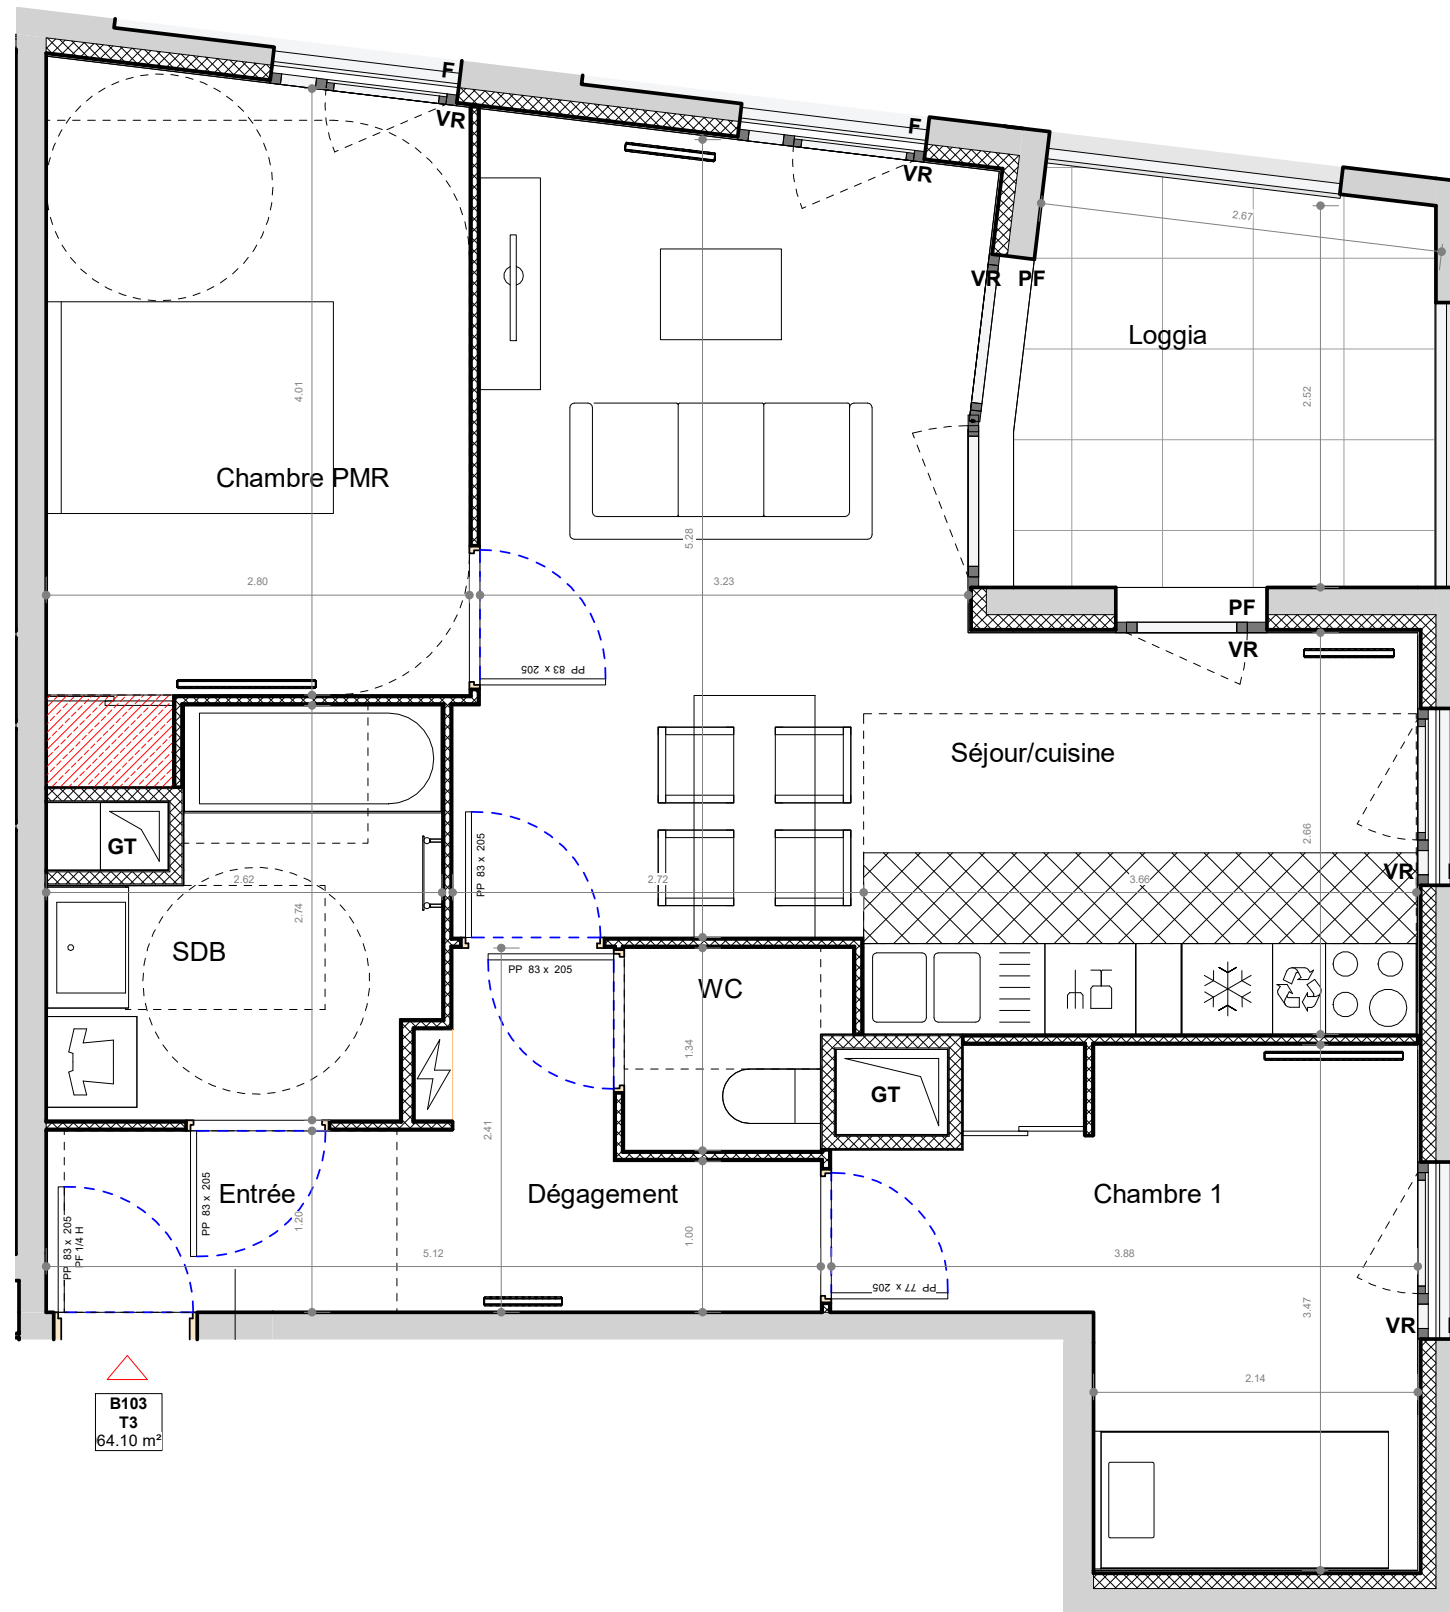 F
VR
F
VR
2.67
VR PF
Loggia
4.01
2.52
Chambre PMR
5.28
2.80
3.23
PF
VR
PP 83 x 205
Séjour/cuisine
2.66
GT
PP 83 x 205
VR
2.62
2.72
3.66
2.74
SDB
PP 83 x 205
WC
1.34
GT
2.41
PP 83 x 205
Entrée
Dégagement
Chambre 1
1.20
1.00
PP 83 x 205
PF 1/4 H
5.12
3.88
PP 77 x 205
3.47
VR
2.14
B103
T3
64.10 m²